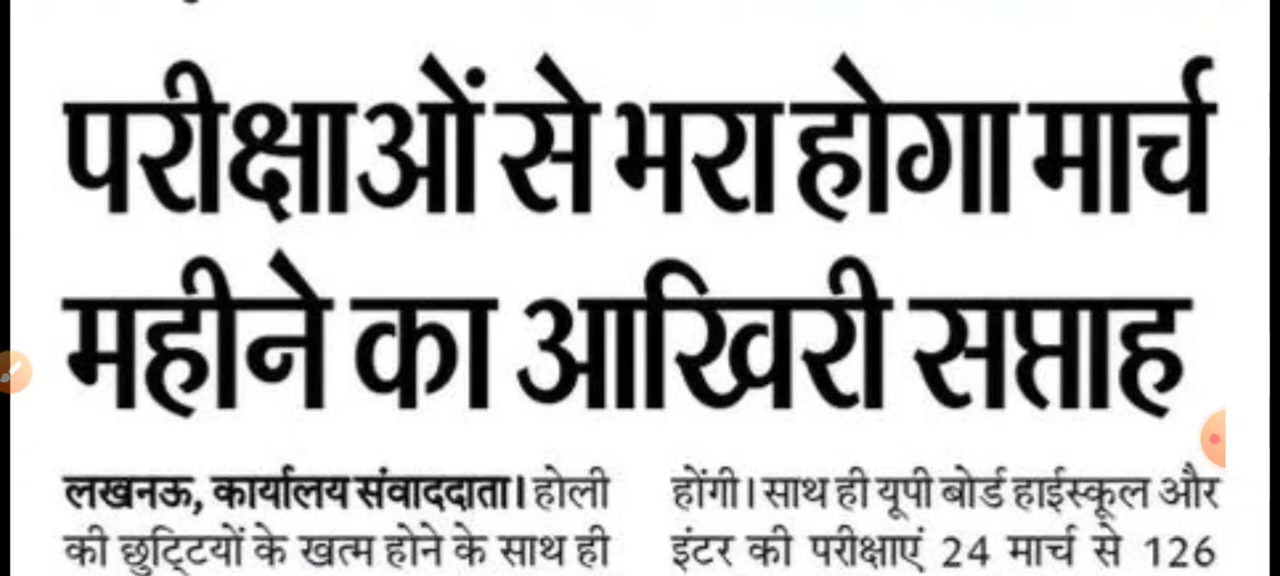 परीक्षाओं से भरा होगा मार्च
महीने का आखिरी सप्ताह
लखनऊ, कार्यालय संवाददाता। होली
की छुट्टियों के खत्म होने के साथ ही
होंगी। साथ ही यूपी बोर्ड हाईस्कूल और
इंटर की परीक्षाएं 24 मार्च से 126